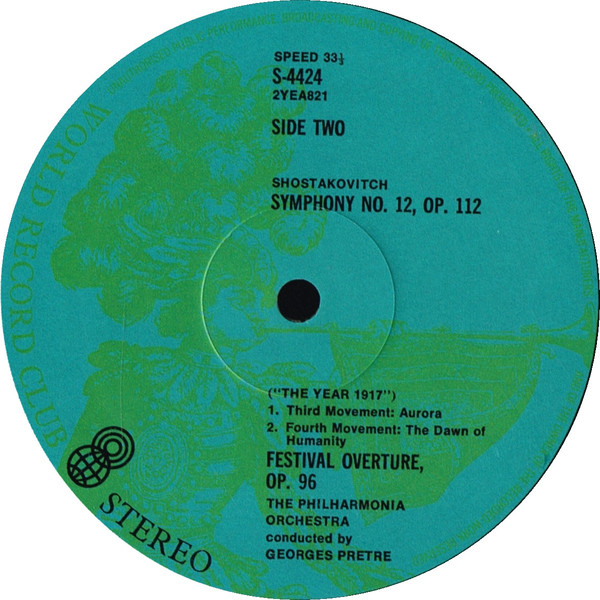 SPEED 33⅓
S-4424
2YEA821
SIDE TWO
SHOSTAKOVITCH
SYMPHONY NO. 12, OP. 112
("THE YEAR 1917")
1. Third Movement: Aurora
2. Fourth Movement: The Dawn of
Humanity
FESTIVAL OVERTURE,
OP. 96
THE PHILHARMONIA
ORCHESTRA
conducted by
GEORGES PRETRE
WORLD RECORD CLUB
STEREO